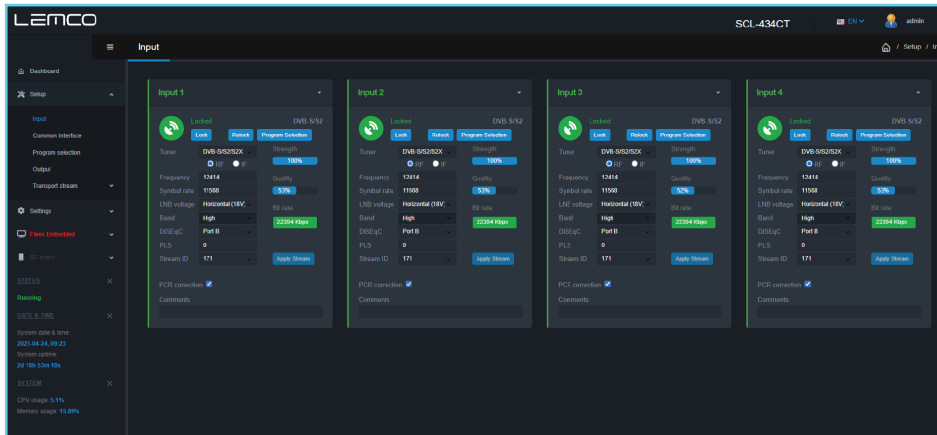 LEMCO
SCL-434CT
EN
admin
Input
/ Setup / In
Dashboard
Setup
Input
Common Interface
Program selection
Output
Transport stream
Settings
Fleec Embedded
RF matrix
STATUS
Running
DATE & TIME
System date & time:
2023-04-24, 09:23
System uptime:
2d 18h 53m 18s
SYSTEM
CPU usage: 5.1%
Memory usage: 15.89%
Input 1
Locked DVB-S/S2
Lock Relock Program Selection
Tuner DVB-S/S2/S2X Strength
RF IF 100%
Frequency 12414 Quality
Symbol rate 11568 53%
LNB voltage Horizontal (18V) Bit rate
Band High 22394 Kbps
DiSEqC Port B
PLS 0
Stream ID 171 Apply Stream
PCR correction
Comments
Input 2
Locked DVB-S/S2
Lock Relock Program Selection
Tuner DVB-S/S2/S2X Strength
RF IF 100%
Frequency 12414 Quality
Symbol rate 11568 53%
LNB voltage Horizontal (18V) Bit rate
Band High 22394 Kbps
DiSEqC Port B
PLS 0
Stream ID 171 Apply Stream
PCR correction
Comments
Input 3
Locked DVB-S/S2
Lock Relock Program Selection
Tuner DVB-S/S2/S2X Strength
RF IF 100%
Frequency 12414 Quality
Symbol rate 11568 52%
LNB voltage Horizontal (18V) Bit rate
Band High 22394 Kbps
DiSEqC Port B
PLS 0
Stream ID 171 Apply Stream
PCR correction
Comments
Input 4
Locked DVB-S/S2
Lock Relock Program Selection
Tuner DVB-S/S2/S2X Strength
RF IF 100%
Frequency 12414 Quality
Symbol rate 11568 53%
LNB voltage Horizontal (18V) Bit rate
Band High 22394 Kbps
DiSEqC Port B
PLS 0
Stream ID 171 Apply Stream
PCR correction
Comments